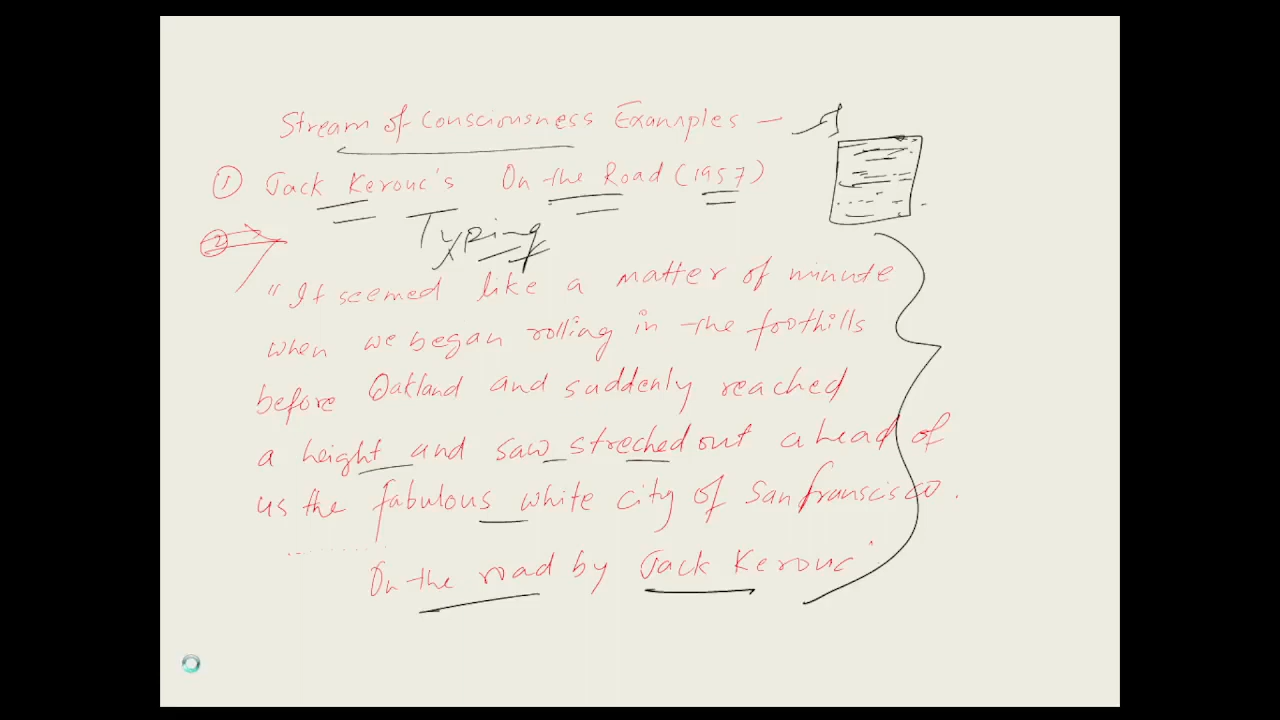 Stream of Consciousness Examples -
① Jack Kerouc's On the Road (1957)
Typing
②
"It seemed like a matter of minute
when we began rolling in the foothills
before Oakland and suddenly reached
a height and saw streched out ahead of
us the fabulous white city of San Franscisco.
On the road by Jack Kerouc